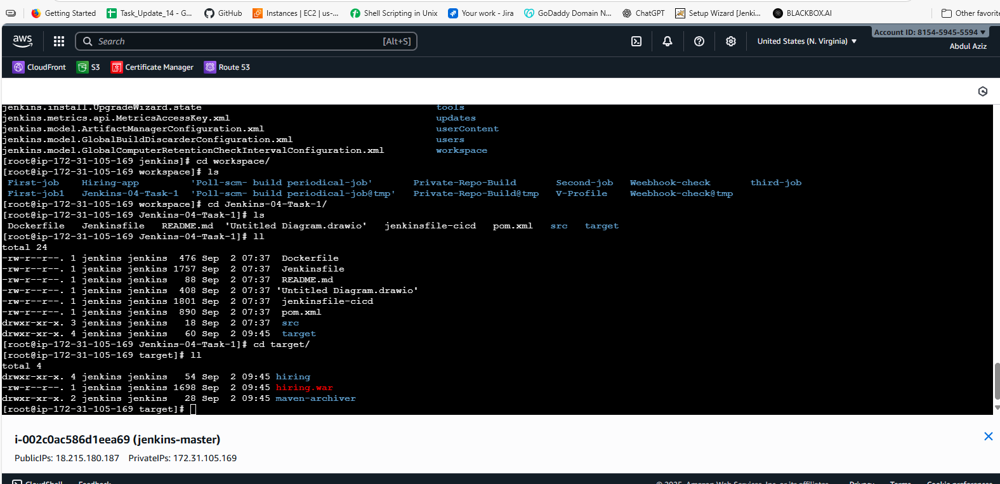 Getting Started Task_Update_14 - G... GitHub Instances | EC2 | us-... Shell Scripting in Unix Your work - Jira GoDaddy Domain N... ChatGPT Setup Wizard [Jenki... BLACKBOX.AI Other favorite
aws Search [Alt+S] United States (N. Virginia) ▼ Account ID: 8154-5945-5594 ▼
Abdul Aziz
CloudFront S3 Certificate Manager Route 53
jenkins.install.UpgradeWizard.state tools
jenkins.metrics.api.MetricsAccessKey.xml updates
jenkins.model.ArtifactManagerConfiguration.xml userContent
jenkins.model.GlobalBuildDiscarderConfiguration.xml users
jenkins.model.GlobalComputerRetentionCheckIntervalConfiguration.xml workspace
[root@ip-172-31-105-169 jenkins]# cd workspace/
[root@ip-172-31-105-169 workspace]# ls
First-job Hiring-app 'Poll-scm- build periodical-job' Private-Repo-Build Second-job Weebhook-check third-job
First-job1 Jenkins-04-Task-1 'Poll-scm- build periodical-job@tmp' Private-Repo-Build@tmp V-Profile Weebhook-check@tmp
[root@ip-172-31-105-169 workspace]# cd Jenkins-04-Task-1/
[root@ip-172-31-105-169 Jenkins-04-Task-1]# ls
Dockerfile Jenkinsfile README.md 'Untitled Diagram.drawio' jenkinsfile-cicd pom.xml src target
[root@ip-172-31-105-169 Jenkins-04-Task-1]# ll
total 24
-rw-r--r--. 1 jenkins jenkins 476 Sep 2 07:37 Dockerfile
-rw-r--r--. 1 jenkins jenkins 1757 Sep 2 07:37 Jenkinsfile
-rw-r--r--. 1 jenkins jenkins 88 Sep 2 07:37 README.md
-rw-r--r--. 1 jenkins jenkins 408 Sep 2 07:37 'Untitled Diagram.drawio'
-rw-r--r--. 1 jenkins jenkins 1801 Sep 2 07:37 jenkinsfile-cicd
-rw-r--r--. 1 jenkins jenkins 890 Sep 2 07:37 pom.xml
drwxr-xr-x. 3 jenkins jenkins 18 Sep 2 07:37 src
drwxr-xr-x. 4 jenkins jenkins 60 Sep 2 09:45 target
[root@ip-172-31-105-169 Jenkins-04-Task-1]# cd target/
[root@ip-172-31-105-169 target]# ll
total 4
drwxr-xr-x. 4 jenkins jenkins 54 Sep 2 09:45 hiring
-rw-r--r--. 1 jenkins jenkins 1698 Sep 2 09:45 hiring.war
drwxr-xr-x. 2 jenkins jenkins 28 Sep 2 09:45 maven-archiver
[root@ip-172-31-105-169 target]#
i-002c0ac586d1eea69 (jenkins-master)
PublicIPs: 18.215.180.187 PrivateIPs: 172.31.105.169
CloudShell Feedback © 2025, Amazon Web Services, Inc. or its affiliates. Privacy Terms Cookie preferences